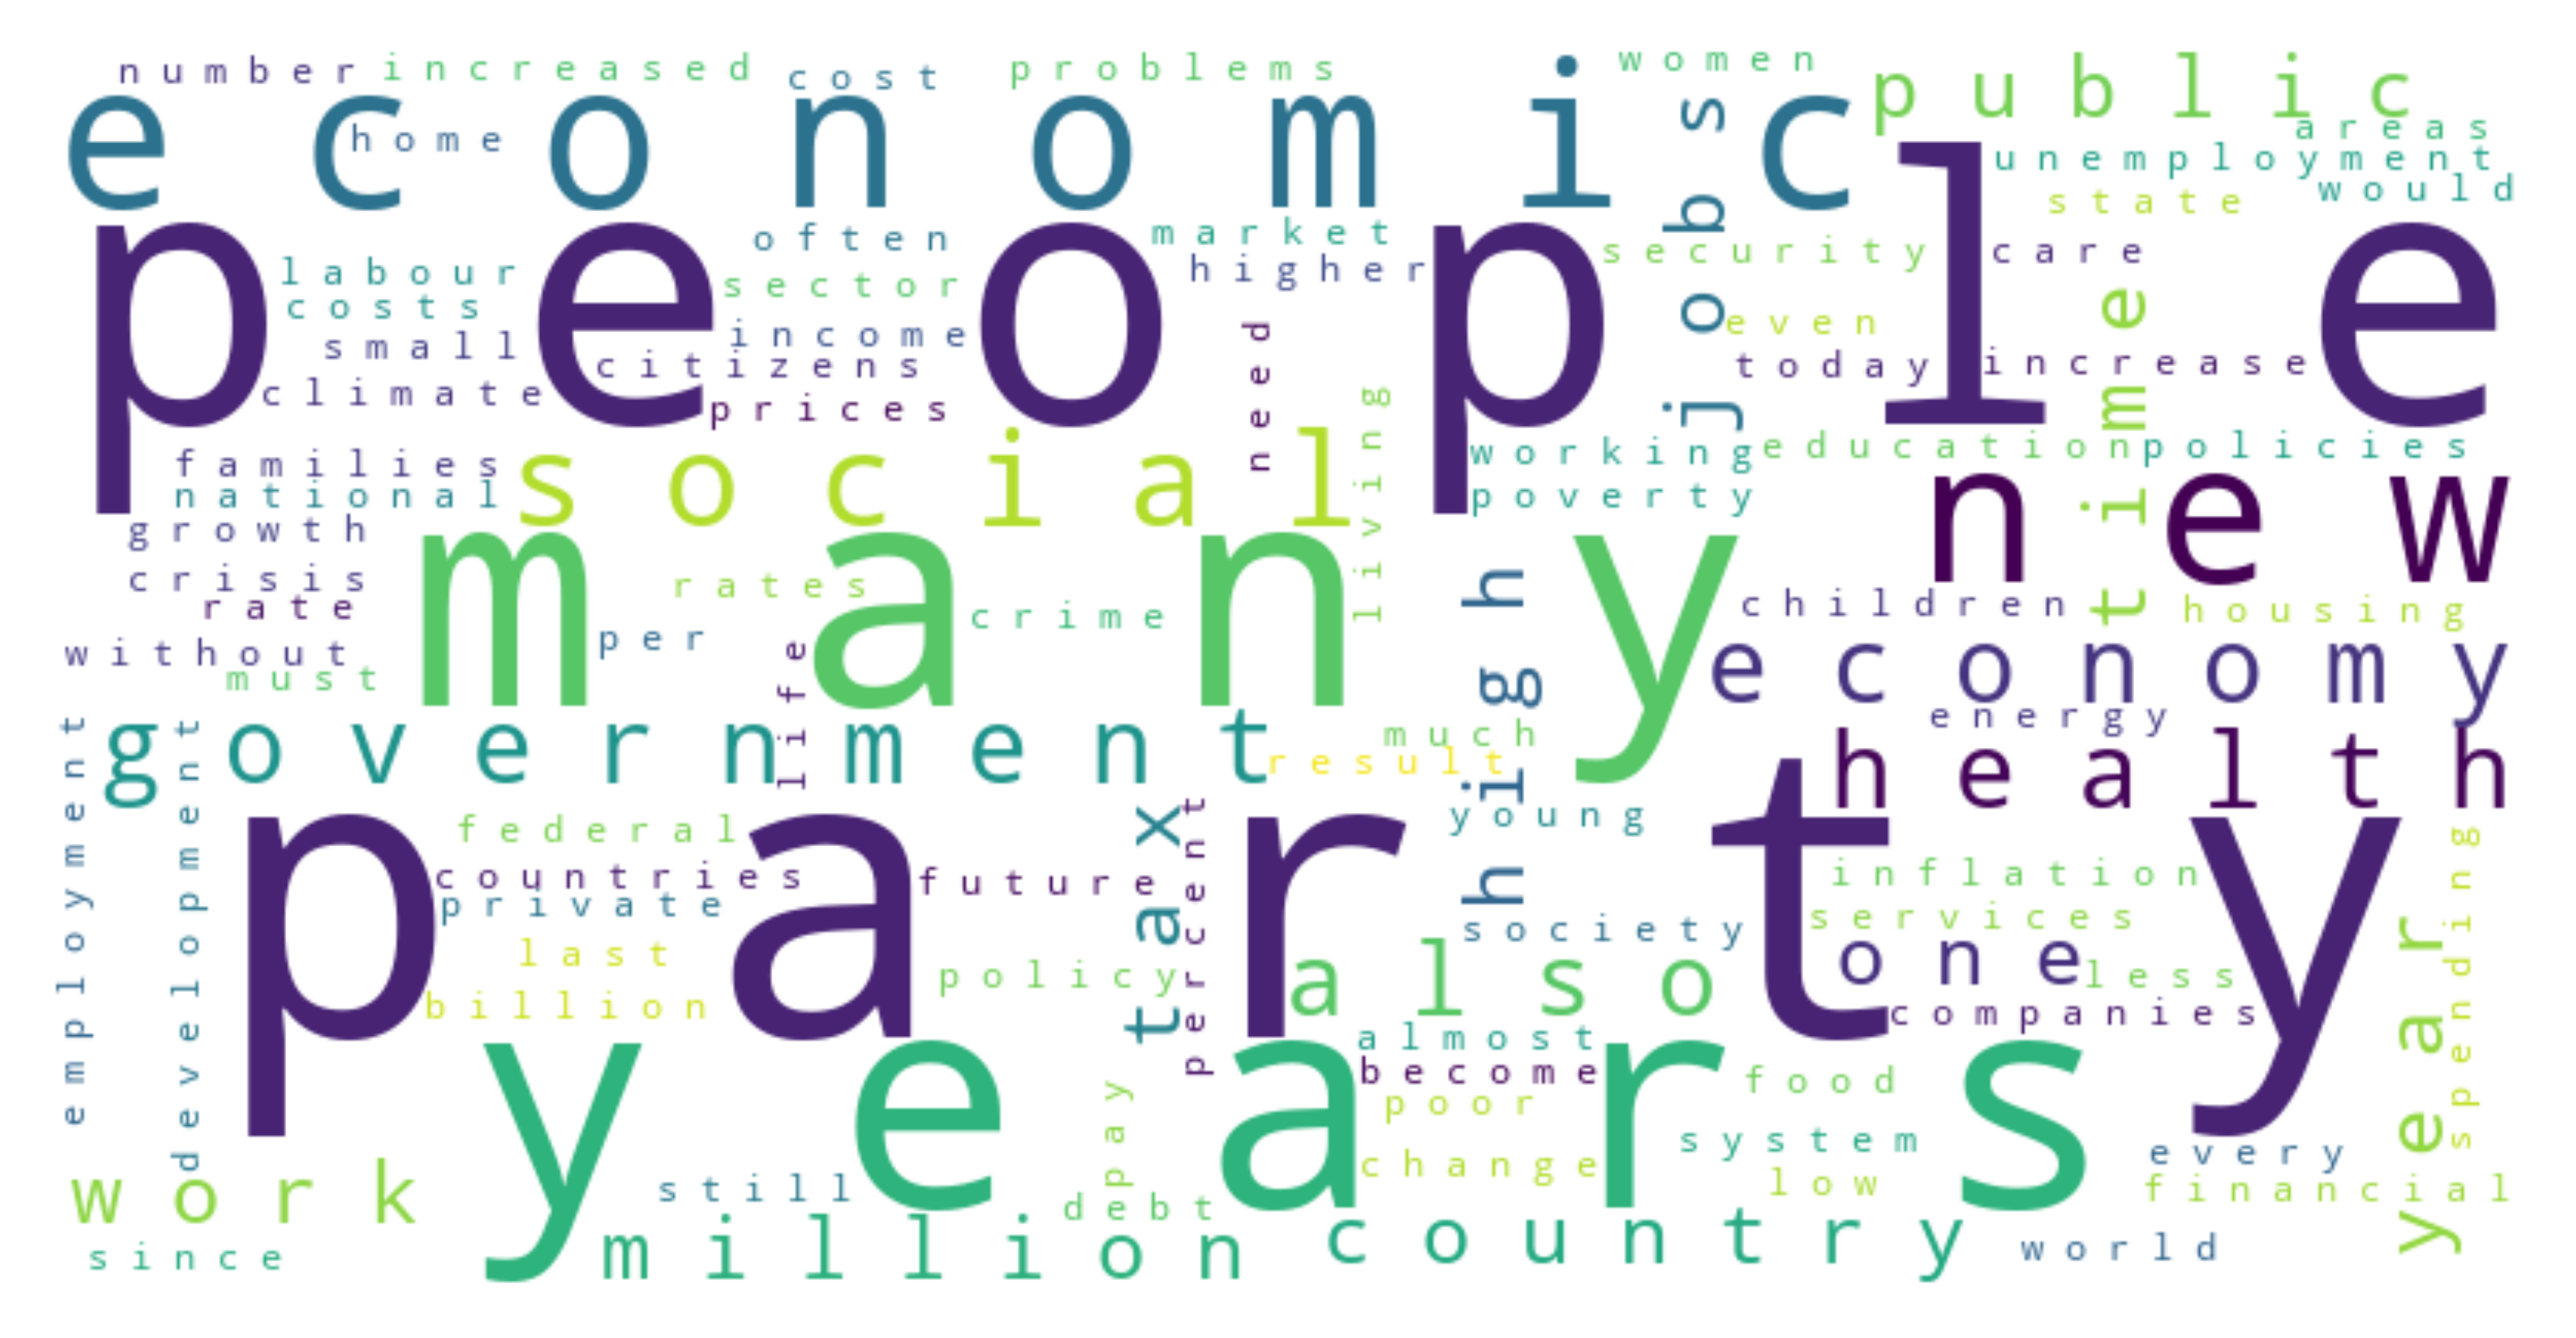 number increased cost problems women public
economic
home
jobs
areas
unemployment
would
state
people
often market security care
labour higher
costs sector
small income even time
citizens today increase
climate prices need
living
working education policies
families social
national poverty
new
growth
crisis many
rates
rate crime high children housing
per
without life economy
must
energy
government much
result health
employment
development
young
federal tax percent
party
countries future inflation
private services
society spending
last one
policy also less
billion companies
year
almost
years become food
pay poor
system
change every
work still low financial
debt
million country world
since